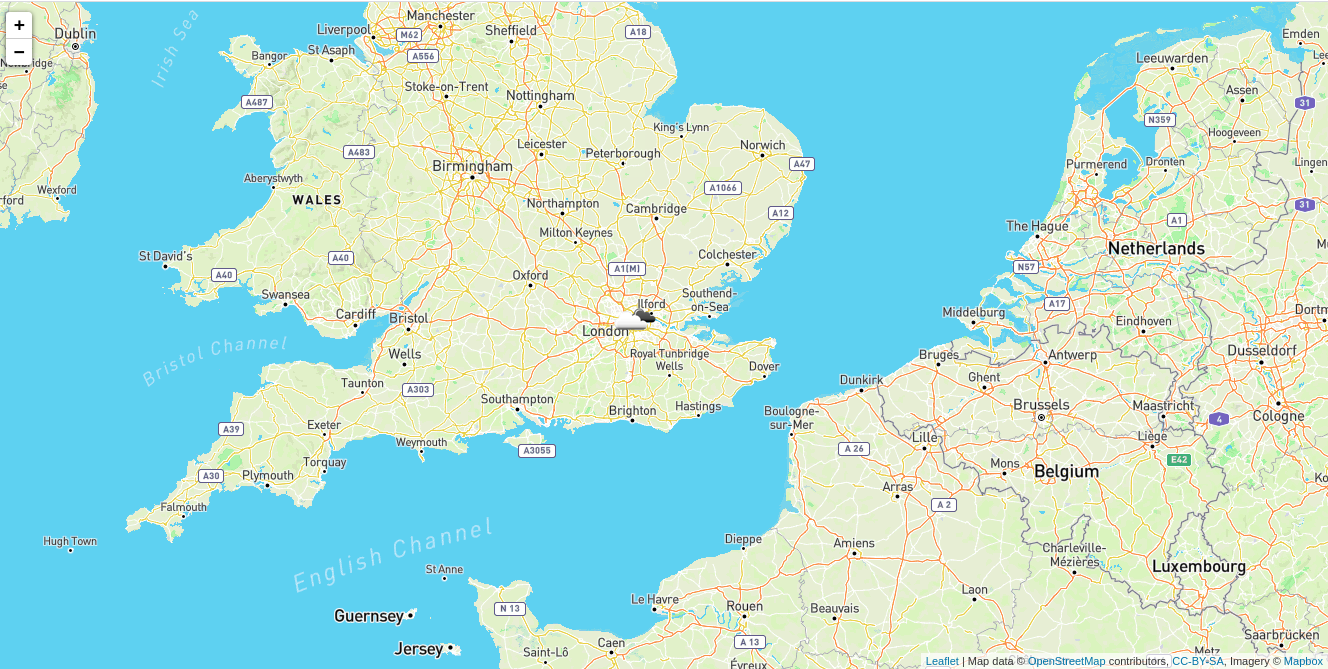 Manchester
Liverpool
M62
Sheffield
A18
Dublin
+
−
Irish Sea
Bangor
St Asaph
A556
Emden
Leeuwarden
Stoke-on-Trent
Nottingham
A487
Assen
31
N359
King's Lynn
Hoogeveen
Leicester
Norwich
A483
Peterborough
A47
Birmingham
Purmerend
Dronten
Lingen
Aberystwyth
Wexford
A1066
WALES
Northampton
Cambridge
A12
31
A1
The Hague
Milton Keynes
Netherlands
St David's
A40
A40
Oxford
A1(M)
Colchester
N57
Swansea
Ilford
Southend-
on-Sea
A17
Cardiff
Bristol
London
Middelburg
Eindhoven
Bristol Channel
Wells
Royal Tunbridge
Wells
Dover
Bruges
Antwerp
Dusseldorf
Taunton
A303
Dunkirk
Ghent
Southampton
Brighton
Hastings
Boulogne-
sur-Mer
Brussels
Maastricht
4
Cologne
A39
Exeter
Weymouth
A3055
A 26
Lille
Liège
E42
Torquay
A30
Plymouth
Mons
Belgium
Arras
A 2
Falmouth
Hugh Town
English Channel
Dieppe
Amiens
Charleville-
Mézières
St Anne
Luxembourg
Le Havre
Laon
Guernsey
N 13
Rouen
Beauvais
Jersey
Caen
A 13
Saarbrücken
Saint-Lô
Évreux
Metz
Leaflet | Map data © OpenStreetMap contributors, CC-BY-SA, Imagery © Mapbox